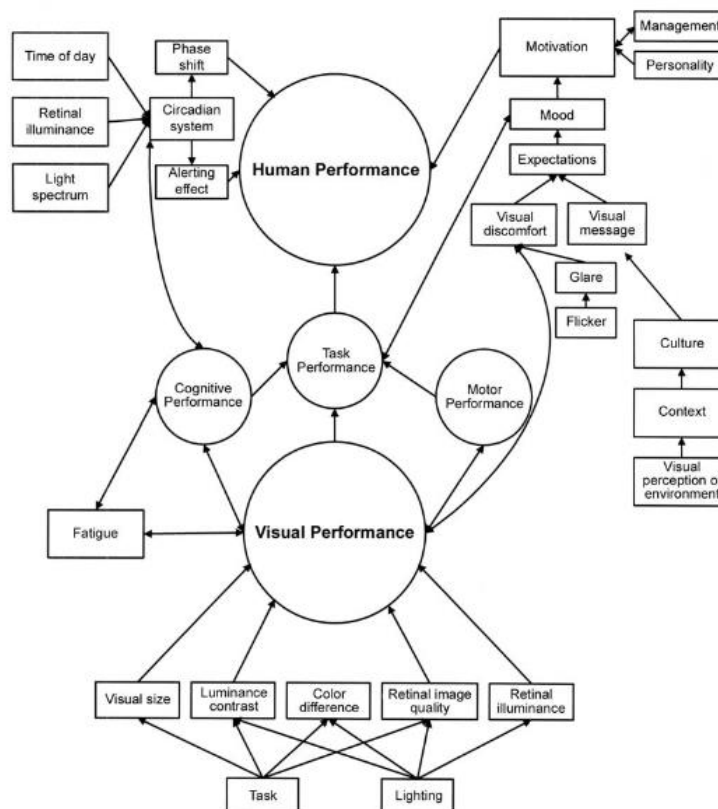 Time of day
Retinal
illuminance
Light
spectrum
Phase
shift
Circadian
system
Alerting
effect
Human Performance
Motivation
Management
Personality
Mood
Expectations
Visual
discomfort
Visual
message
Glare
Flicker
Culture
Context
Visual
perception of
environment
Task
Performance
Cognitive
Performance
Motor
Performance
Fatigue
Visual Performance
Visual size
Luminance
contrast
Color
difference
Retinal image
quality
Retinal
illuminance
Task
Lighting